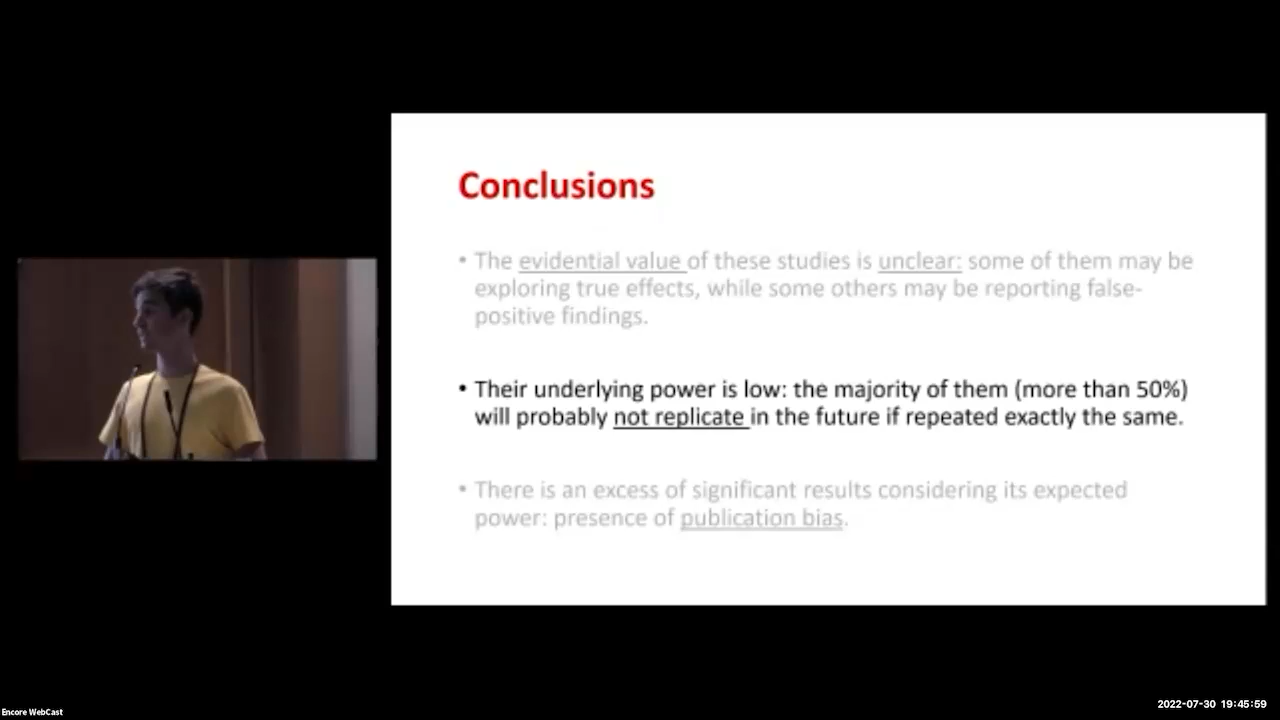 Conclusions
• The evidential value of these studies is unclear: some of them may be
exploring true effects, while some others may be reporting false-
positive findings.
• Their underlying power is low: the majority of them (more than 50%)
will probably not replicate in the future if repeated exactly the same.
• There is an excess of significant results considering its expected
power: presence of publication bias.
Encore WebCast
2022-07-30 19:45:59